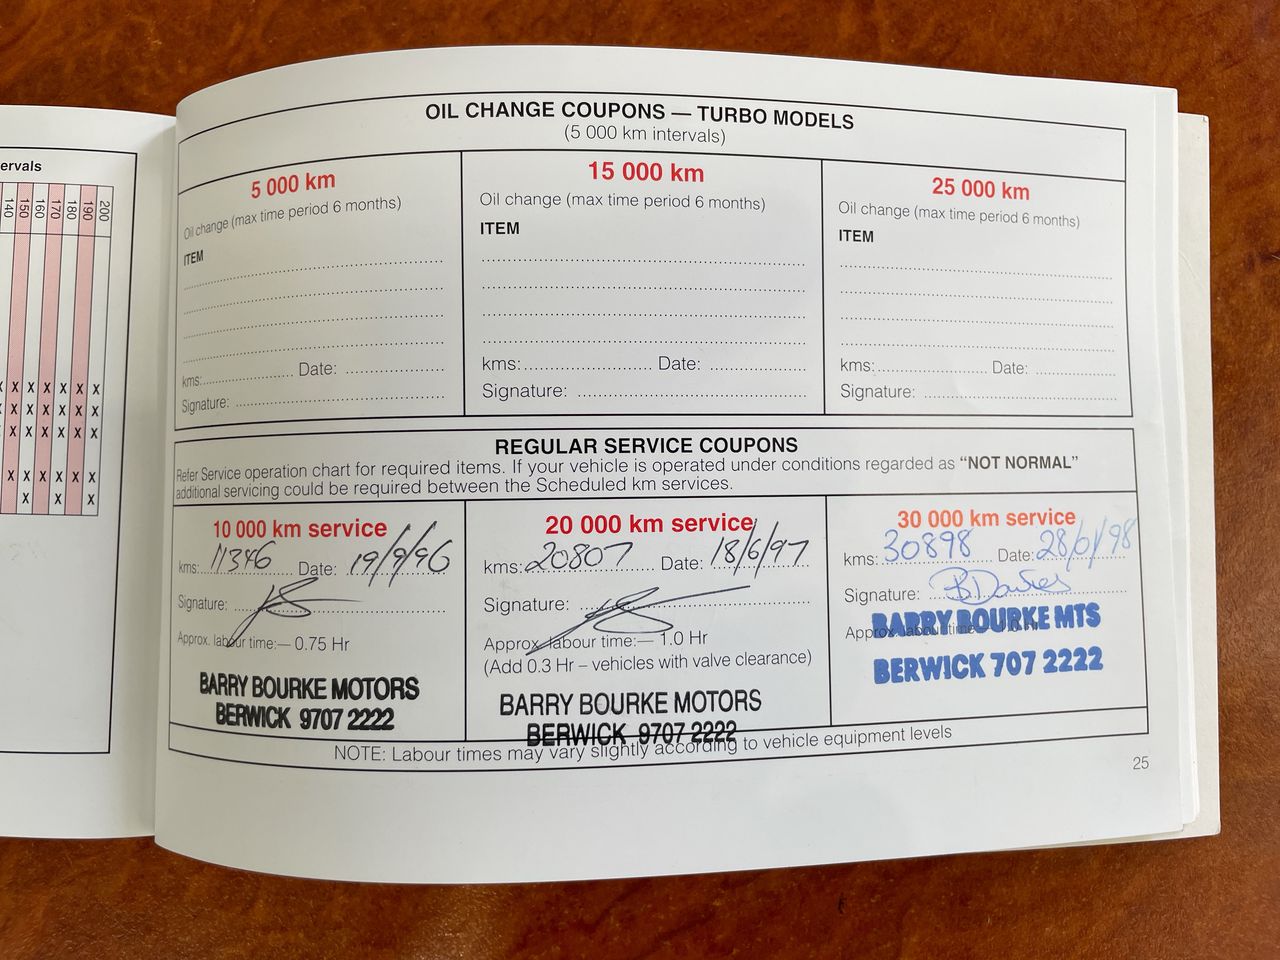 ervals
140 150 160 170 180 190 200
X X X X X X X
X X X X X X
X X X X X X
X X X X X X
X X X
OIL CHANGE COUPONS — TURBO MODELS
(5 000 km intervals)
5 000 km
Oil change (max time period 6 months)
ITEM
kms: Date:
Signature:
15 000 km
Oil change (max time period 6 months)
ITEM
kms: Date:
Signature:
25 000 km
Oil change (max time period 6 months)
ITEM
kms: Date:
Signature:
REGULAR SERVICE COUPONS
Refer Service operation chart for required items. If your vehicle is operated under conditions regarded as “NOT NORMAL”
additional servicing could be required between the Scheduled km services.
10 000 km service
kms: 11346 Date: 19/9/96
Signature:
Approx. labour time:— 0.75 Hr
BARRY BOURKE MOTORS
BERWICK 9707 2222
20 000 km service
kms: 20807 Date: 18/6/97
Signature:
Approx. labour time:— 1.0 Hr
(Add 0.3 Hr – vehicles with valve clearance)
BARRY BOURKE MOTORS
BERWICK 9707 2222
30 000 km service
kms: 30898 Date: 28/01/98
Signature: B. Davies
Approx. labour time:— 1.0 Hr
BARRY BOURKE MTS
BERWICK 707 2222
NOTE: Labour times may vary slightly according to vehicle equipment levels
25